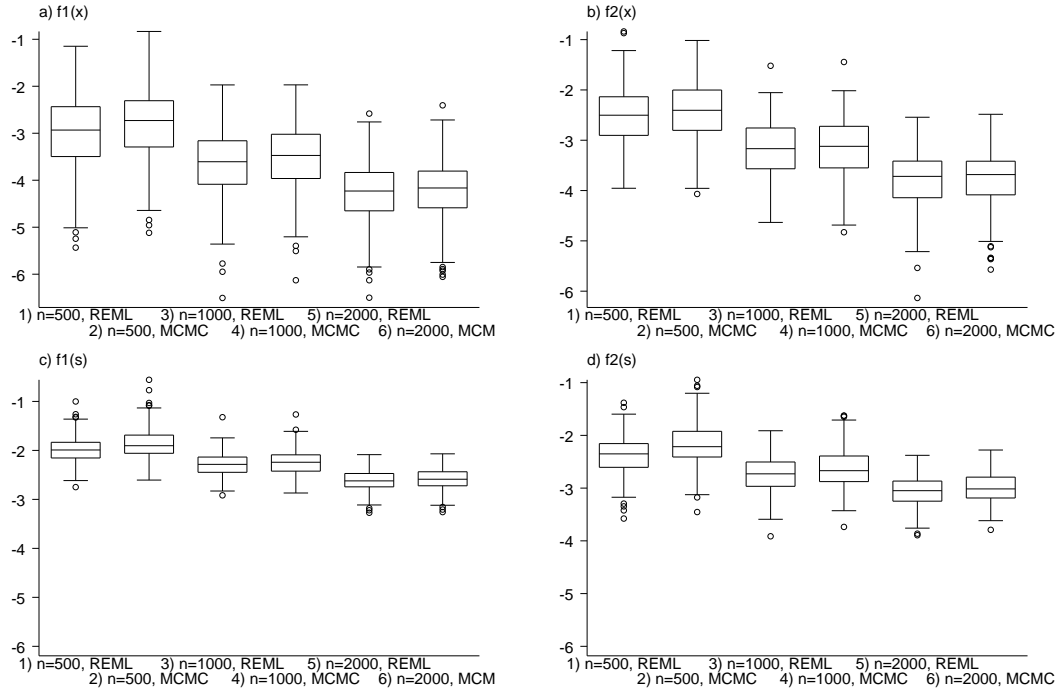 a) f1(x)
-1
-2
-3
-4
-5
-6
1) n=500, REML 3) n=1000, REML 5) n=2000, REML
2) n=500, MCMC 4) n=1000, MCMC 6) n=2000, MCM
b) f2(x)
-1
-2
-3
-4
-5
-6
1) n=500, REML 3) n=1000, REML 5) n=2000, REML
2) n=500, MCMC 4) n=1000, MCMC 6) n=2000, MCMC
c) f1(s)
-1
-2
-3
-4
-5
-6
1) n=500, REML 3) n=1000, REML 5) n=2000, REML
2) n=500, MCMC 4) n=1000, MCMC 6) n=2000, MCM
d) f2(s)
-1
-2
-3
-4
-5
-6
1) n=500, REML 3) n=1000, REML 5) n=2000, REML
2) n=500, MCMC 4) n=1000, MCMC 6) n=2000, MCMC